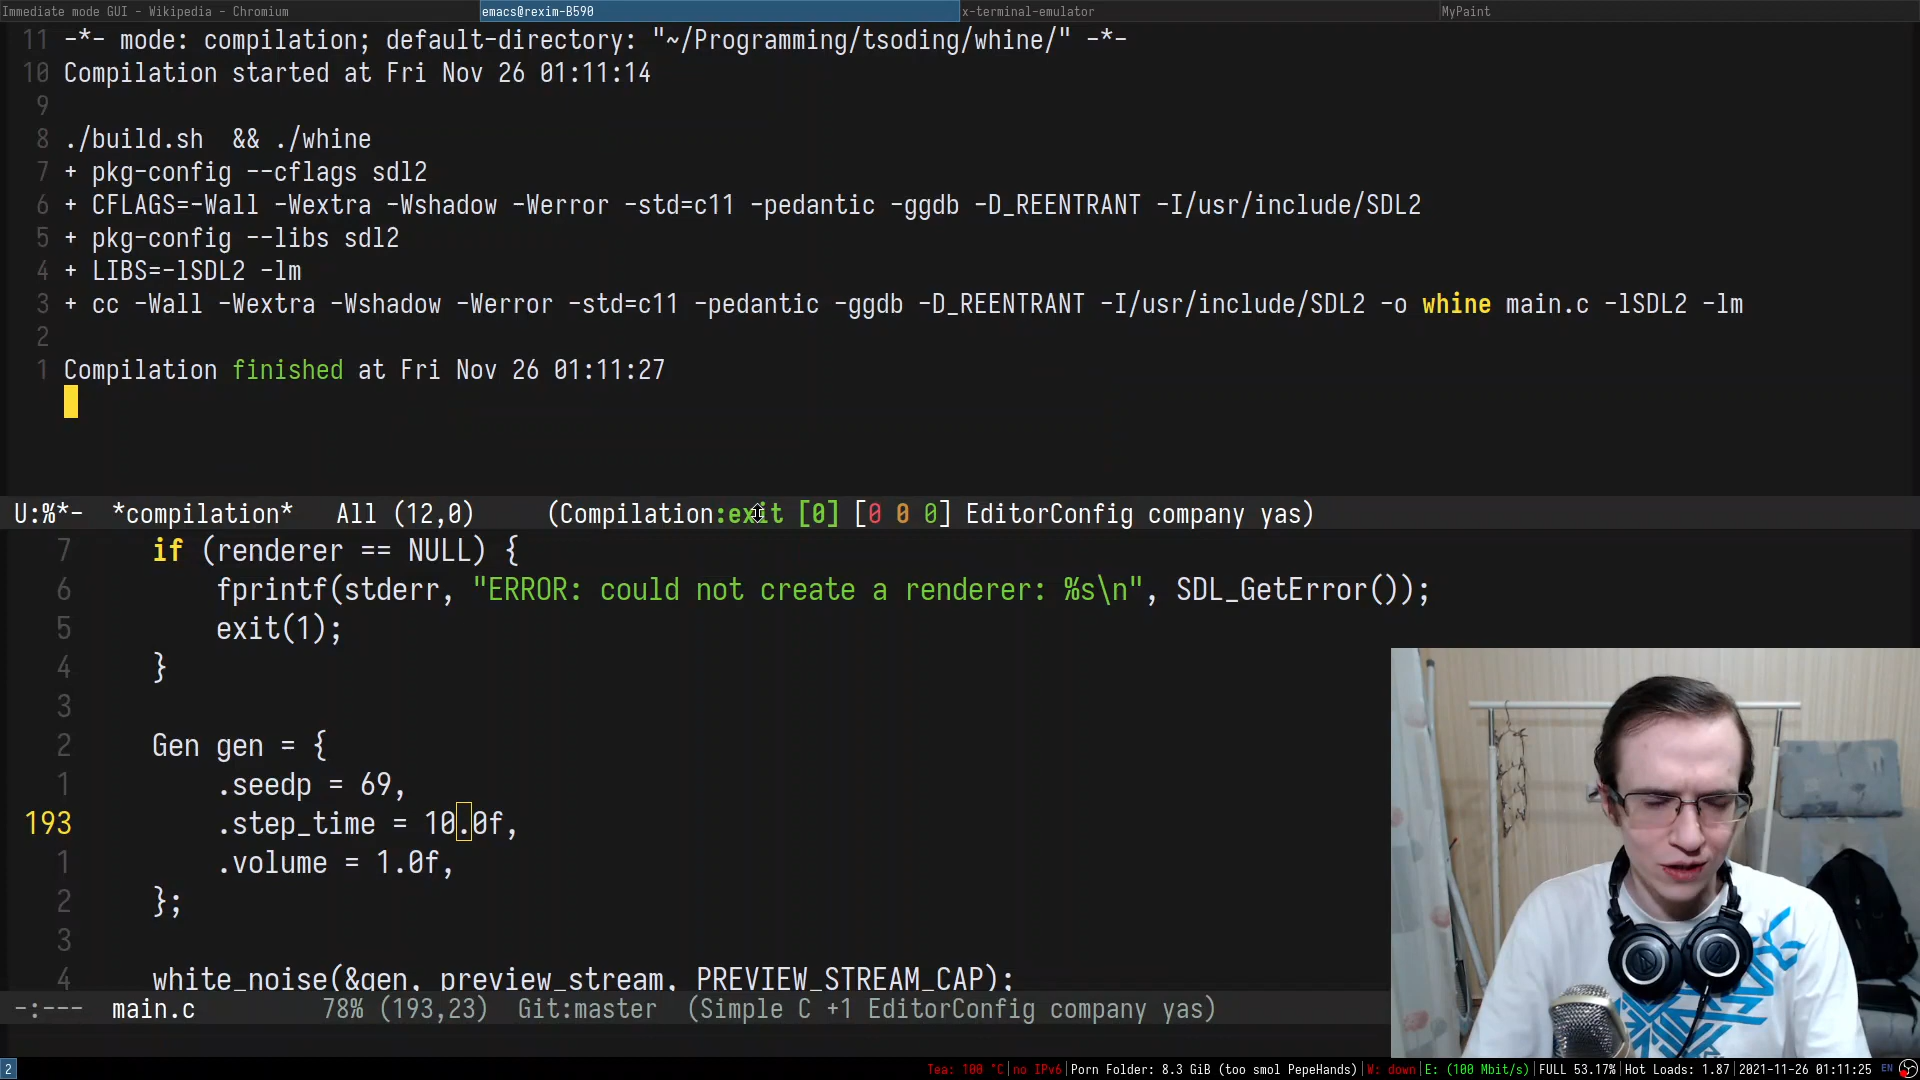 Immediate mode GUI - Wikipedia - Chromium
emacs@rexim-B590
x-terminal-emulator
MyPaint
11 -*- mode: compilation; default-directory: "~/Programming/tsoding/whine/" -*-
10 Compilation started at Fri Nov 26 01:11:14
9
8 ./build.sh  && ./whine
7 + pkg-config --cflags sdl2
6 + CFLAGS=-Wall -Wextra -Wshadow -Werror -std=c11 -pedantic -ggdb -D_REENTRANT -I/usr/include/SDL2
5 + pkg-config --libs sdl2
4 + LIBS=-lSDL2 -lm
3 + cc -Wall -Wextra -Wshadow -Werror -std=c11 -pedantic -ggdb -D_REENTRANT -I/usr/include/SDL2 -o whine main.c -lSDL2 -lm
2
1 Compilation finished at Fri Nov 26 01:11:27
U:%*-  *compilation*   All (12,0)     (Compilation:exit [0] [0 0 0] EditorConfig company yas)
7 if (renderer == NULL) {
6 fprintf(stderr, "ERROR: could not create a renderer: %s\n", SDL_GetError());
5 exit(1);
4 }
3
2 Gen gen = {
1 .seedp = 69,
193 .step_time = 10.0f,
1 .volume = 1.0f,
2 };
3
4 white_noise(&gen, preview_stream, PREVIEW_STREAM_CAP);
-:---  main.c         78% (193,23)  Git:master  (Simple C +1 EditorConfig company yas)
2
Tea: 100 °C|no IPv6|Porn Folder: 8.3 GiB (too smol PepeHands)|W: down|E: (100 Mbit/s)|FULL 53.17%|Hot Loads: 1.87|2021-11-26 01:11:25
EN